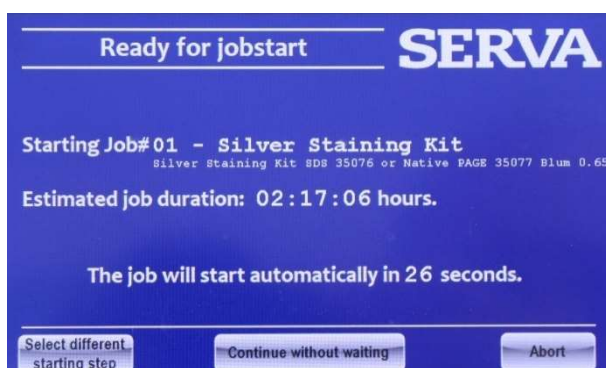 Ready for jobstart
SERVA
Starting Job#01 - Silver Staining Kit
Silver Staining Kit SDS 35076 or Native PAGE 35077 Blum 0.65
Estimated job duration: 02:17:06 hours.
The job will start automatically in 26 seconds.
Select different
starting step
Continue without waiting
Abort